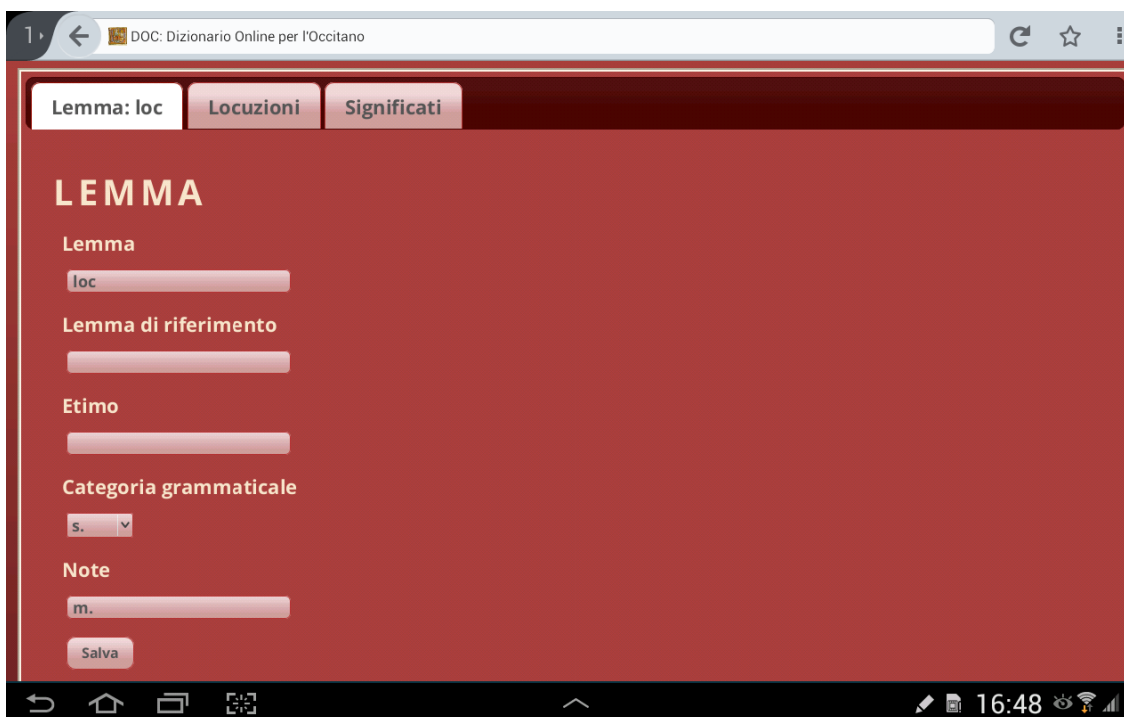 1
DOC: Dizionario Online per l'Occitano
Lemma: loc Locuzioni Significati
LEMMA
Lemma
loc
Lemma di riferimento
Etimo
Categoria grammaticale
s.
Note
m.
Salva
16:48